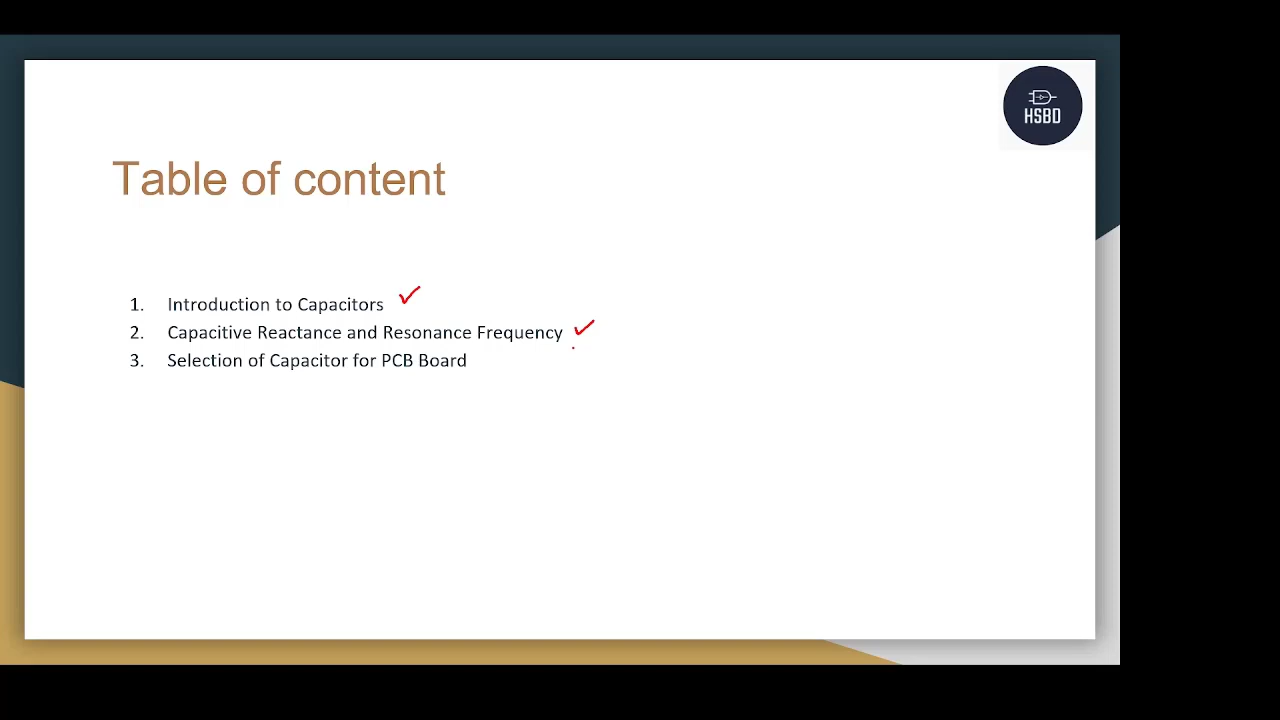 HSBD
Table of content
1. Introduction to Capacitors
2. Capacitive Reactance and Resonance Frequency
3. Selection of Capacitor for PCB Board